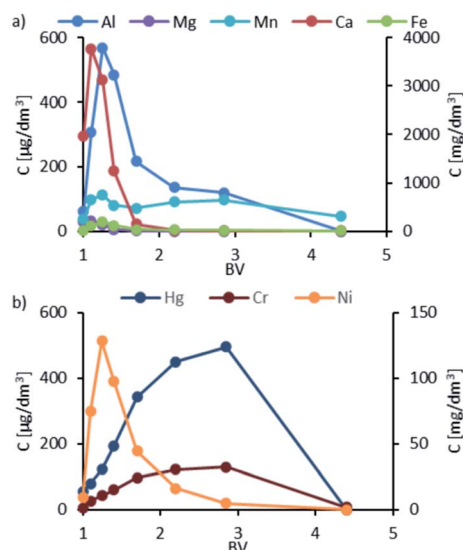 a) Al Mg Mn Ca Fe
600 4000
400 3000
2000
200 1000
0 0
1 2 3 4 5
C [µg/dm³]
C [mg/dm³]
BV
b) Hg Cr Ni
600 150
400 100
200 50
0 0
1 2 3 4 5
C [µg/dm³]
C [mg/dm³]
BV